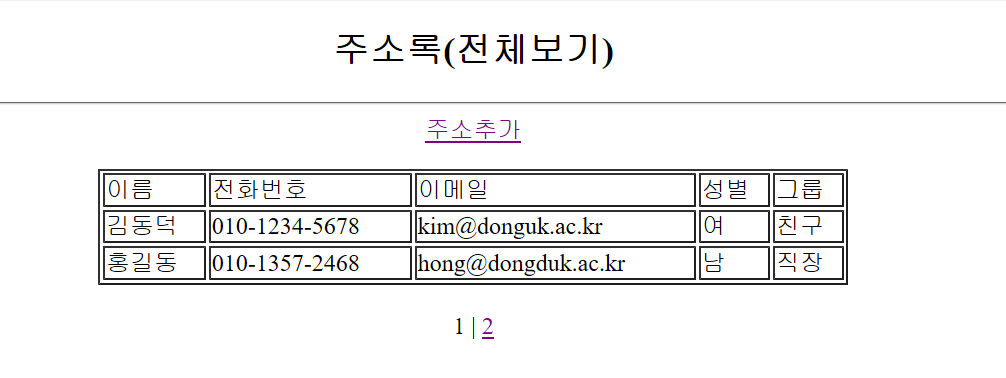 주소록(전체보기)
주소추가
이름 전화번호 이메일 성별 그룹
김동덕 010-1234-5678 kim@donguk.ac.kr 여 친구
홍길동 010-1357-2468 hong@dongduk.ac.kr 남 직장
1 | 2